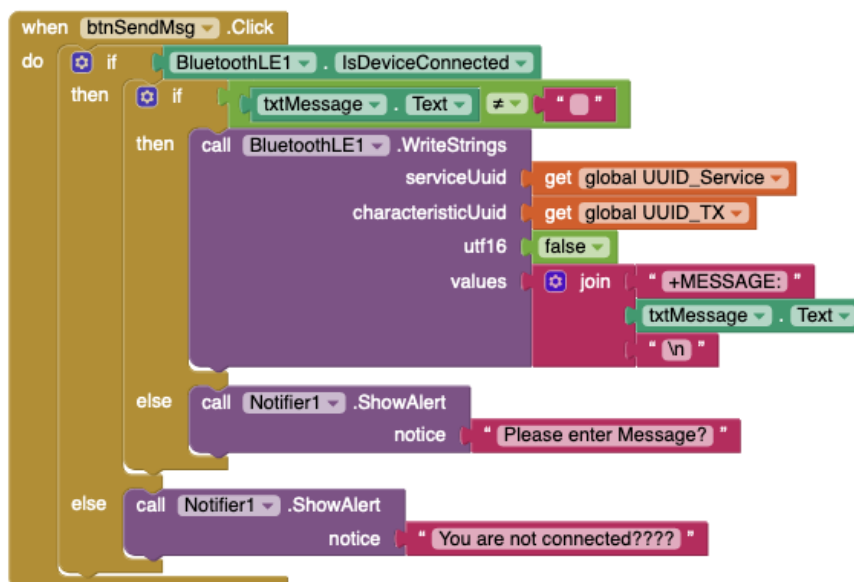 when btnSendMsg .Click
do if BluetoothLE1 . IsDeviceConnected
then if txtMessage . Text ≠ " "
then call BluetoothLE1 .WriteStrings
serviceUuid get global UUID_Service
characteristicUuid get global UUID_TX
utf16 false
values join " +MESSAGE: "
txtMessage . Text
" \n "
else call Notifier1 .ShowAlert
notice " Please enter Message? "
else call Notifier1 .ShowAlert
notice " You are not connected???? "